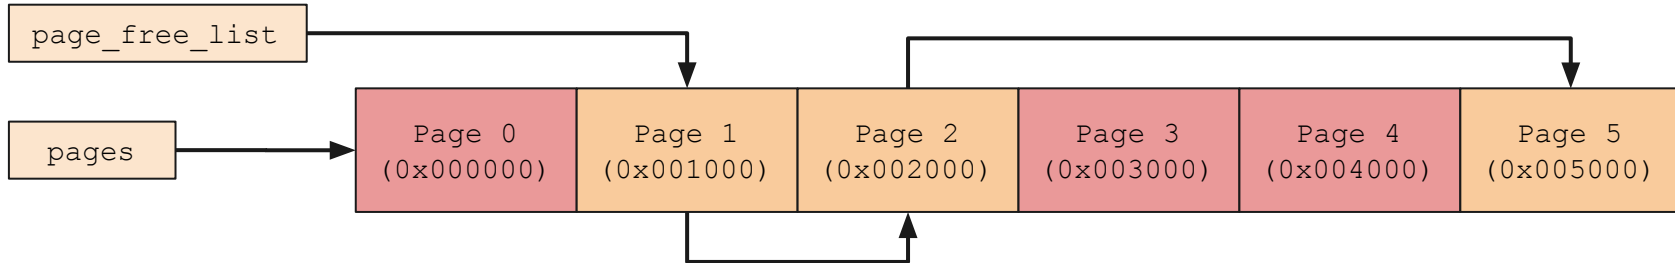 page_free_list
pages
Page 0
(0x000000)
Page 1
(0x001000)
Page 2
(0x002000)
Page 3
(0x003000)
Page 4
(0x004000)
Page 5
(0x005000)